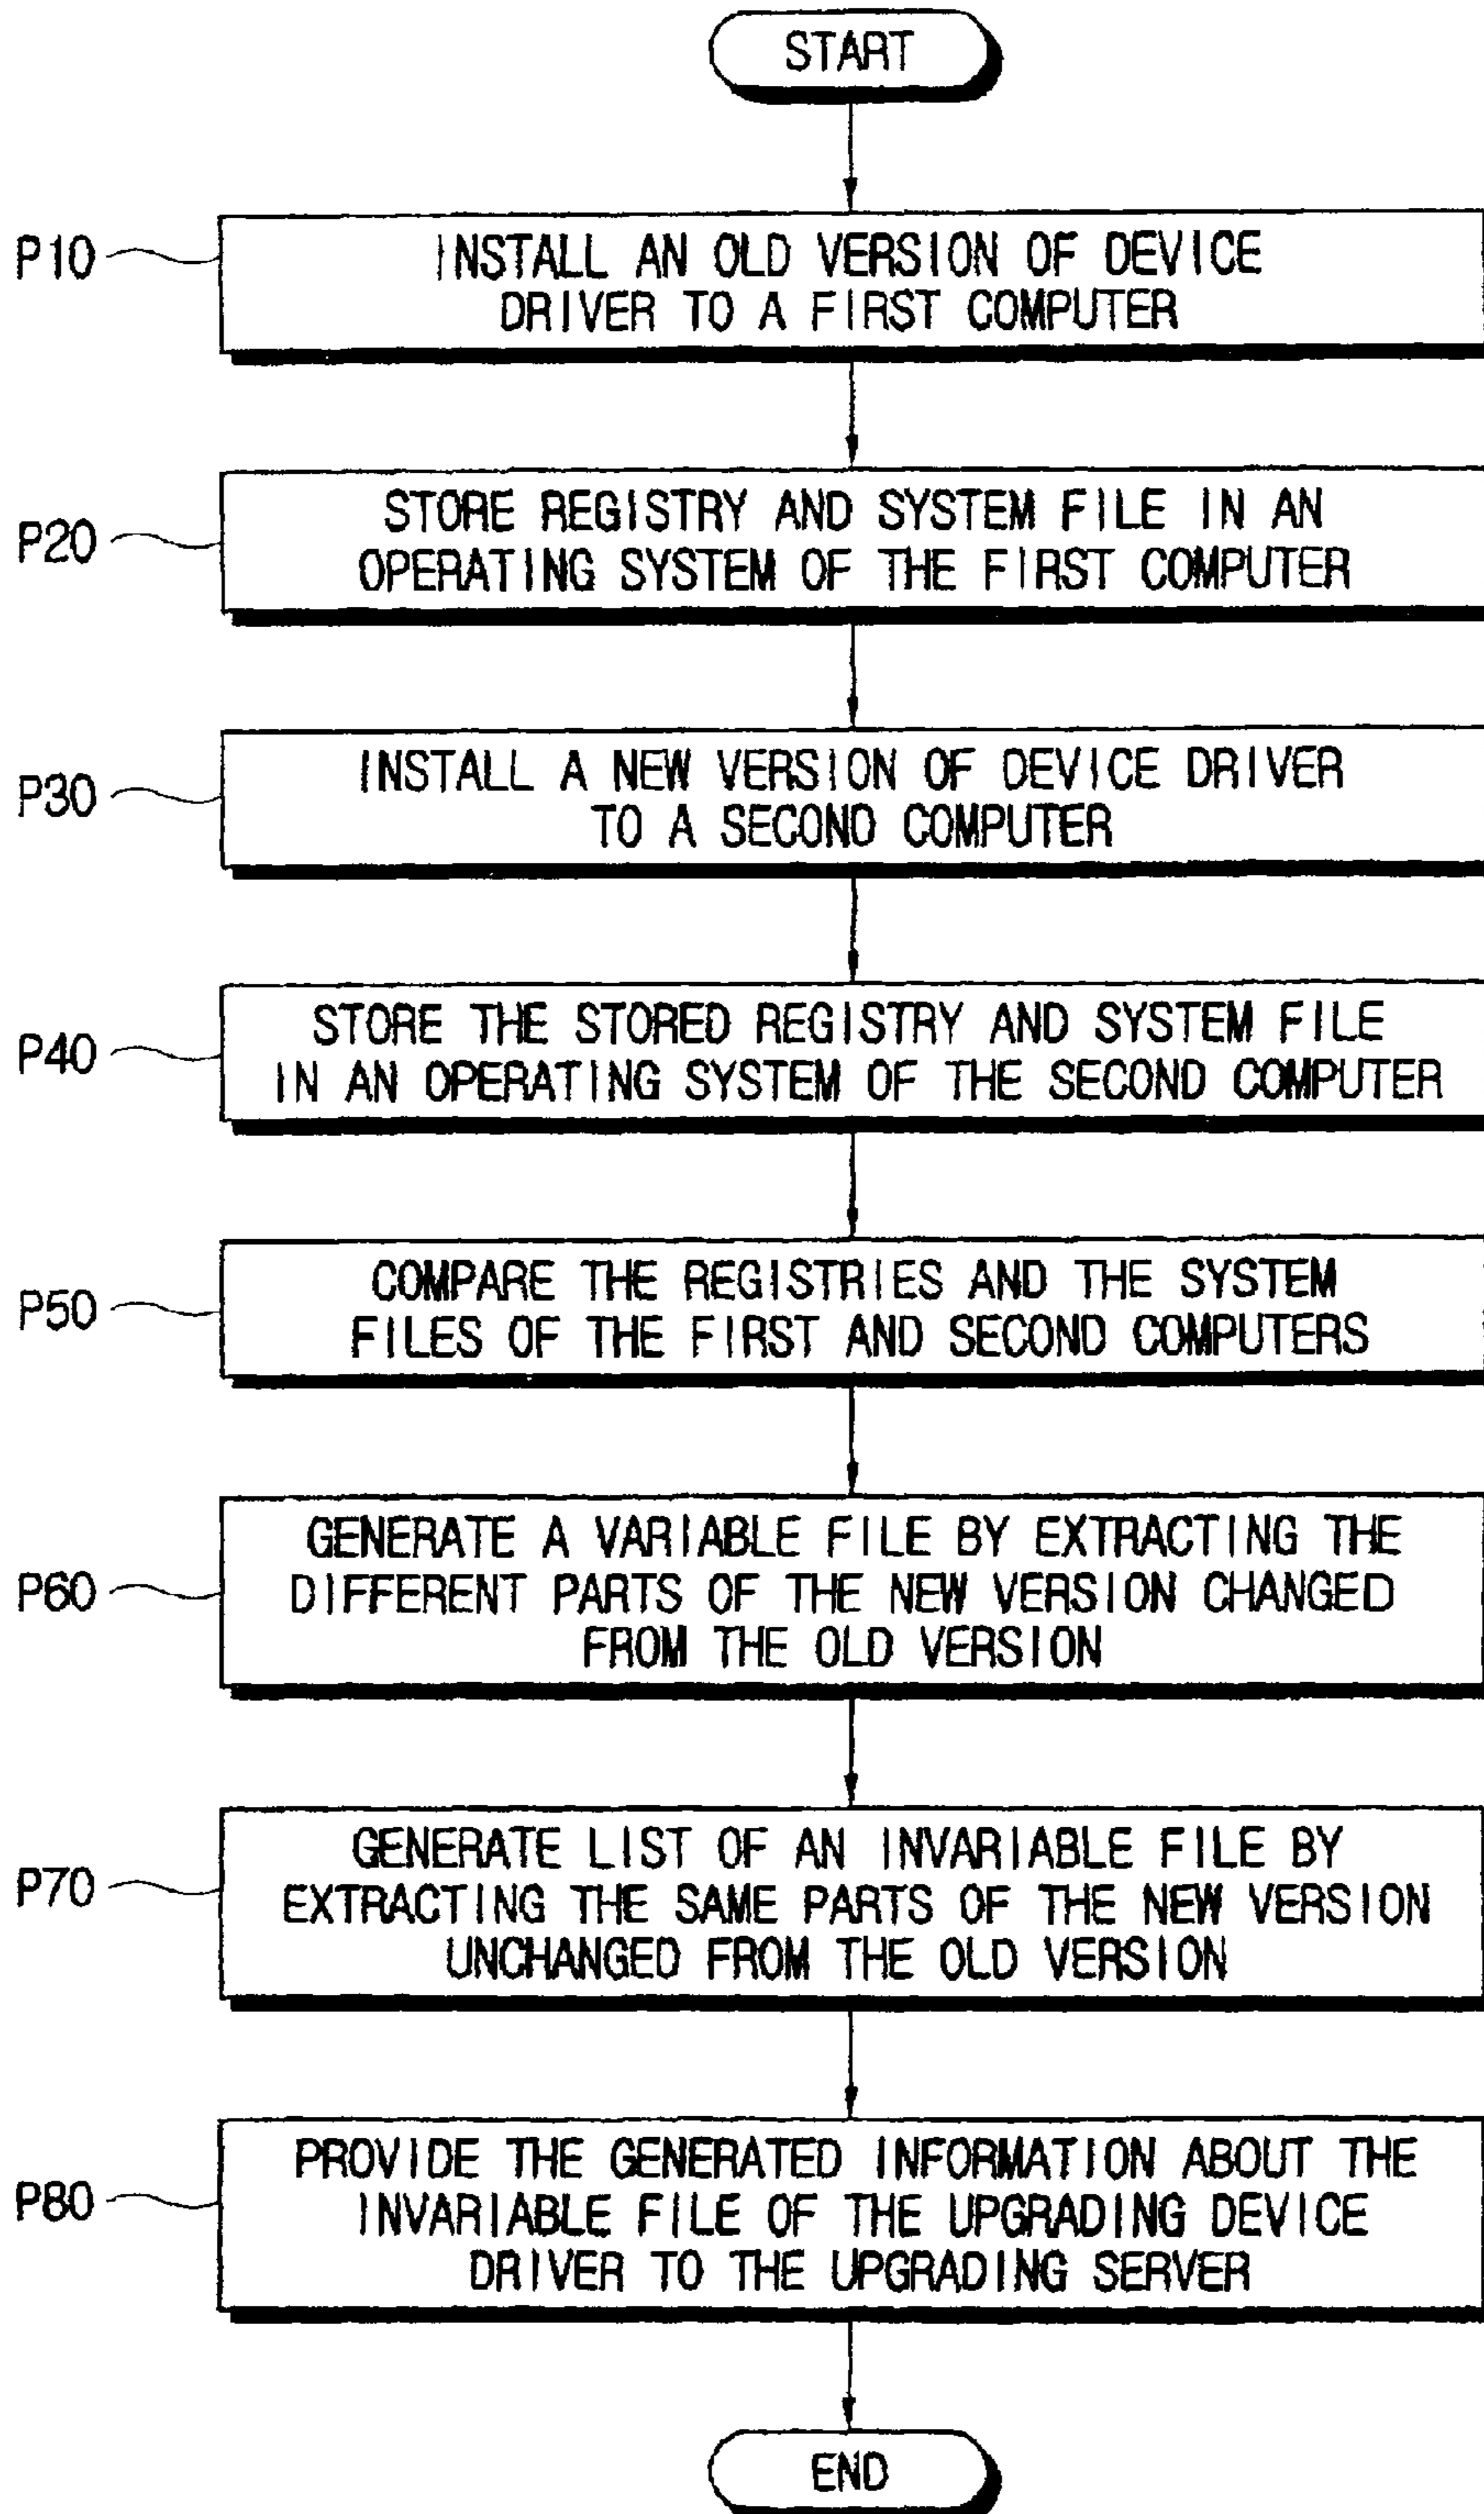 START
P10
INSTALL AN OLD VERSION OF DEVICE
DRIVER TO A FIRST COMPUTER
P20
STORE REGISTRY AND SYSTEM FILE IN AN
OPERATING SYSTEM OF THE FIRST COMPUTER
P30
INSTALL A NEW VERSION OF DEVICE DRIVER
TO A SECOND COMPUTER
P40
STORE THE STORED REGISTRY AND SYSTEM FILE
IN AN OPERATING SYSTEM OF THE SECOND COMPUTER
P50
COMPARE THE REGISTRIES AND THE SYSTEM
FILES OF THE FIRST AND SECOND COMPUTERS
P60
GENERATE A VARIABLE FILE BY EXTRACTING THE
DIFFERENT PARTS OF THE NEW VERSION CHANGED
FROM THE OLD VERSION
P70
GENERATE LIST OF AN INVARIABLE FILE BY
EXTRACTING THE SAME PARTS OF THE NEW VERSION
UNCHANGED FROM THE OLD VERSION
P80
PROVIDE THE GENERATED INFORMATION ABOUT THE
INVARIABLE FILE OF THE UPGRADING DEVICE
DRIVER TO THE UPGRADING SERVER
END